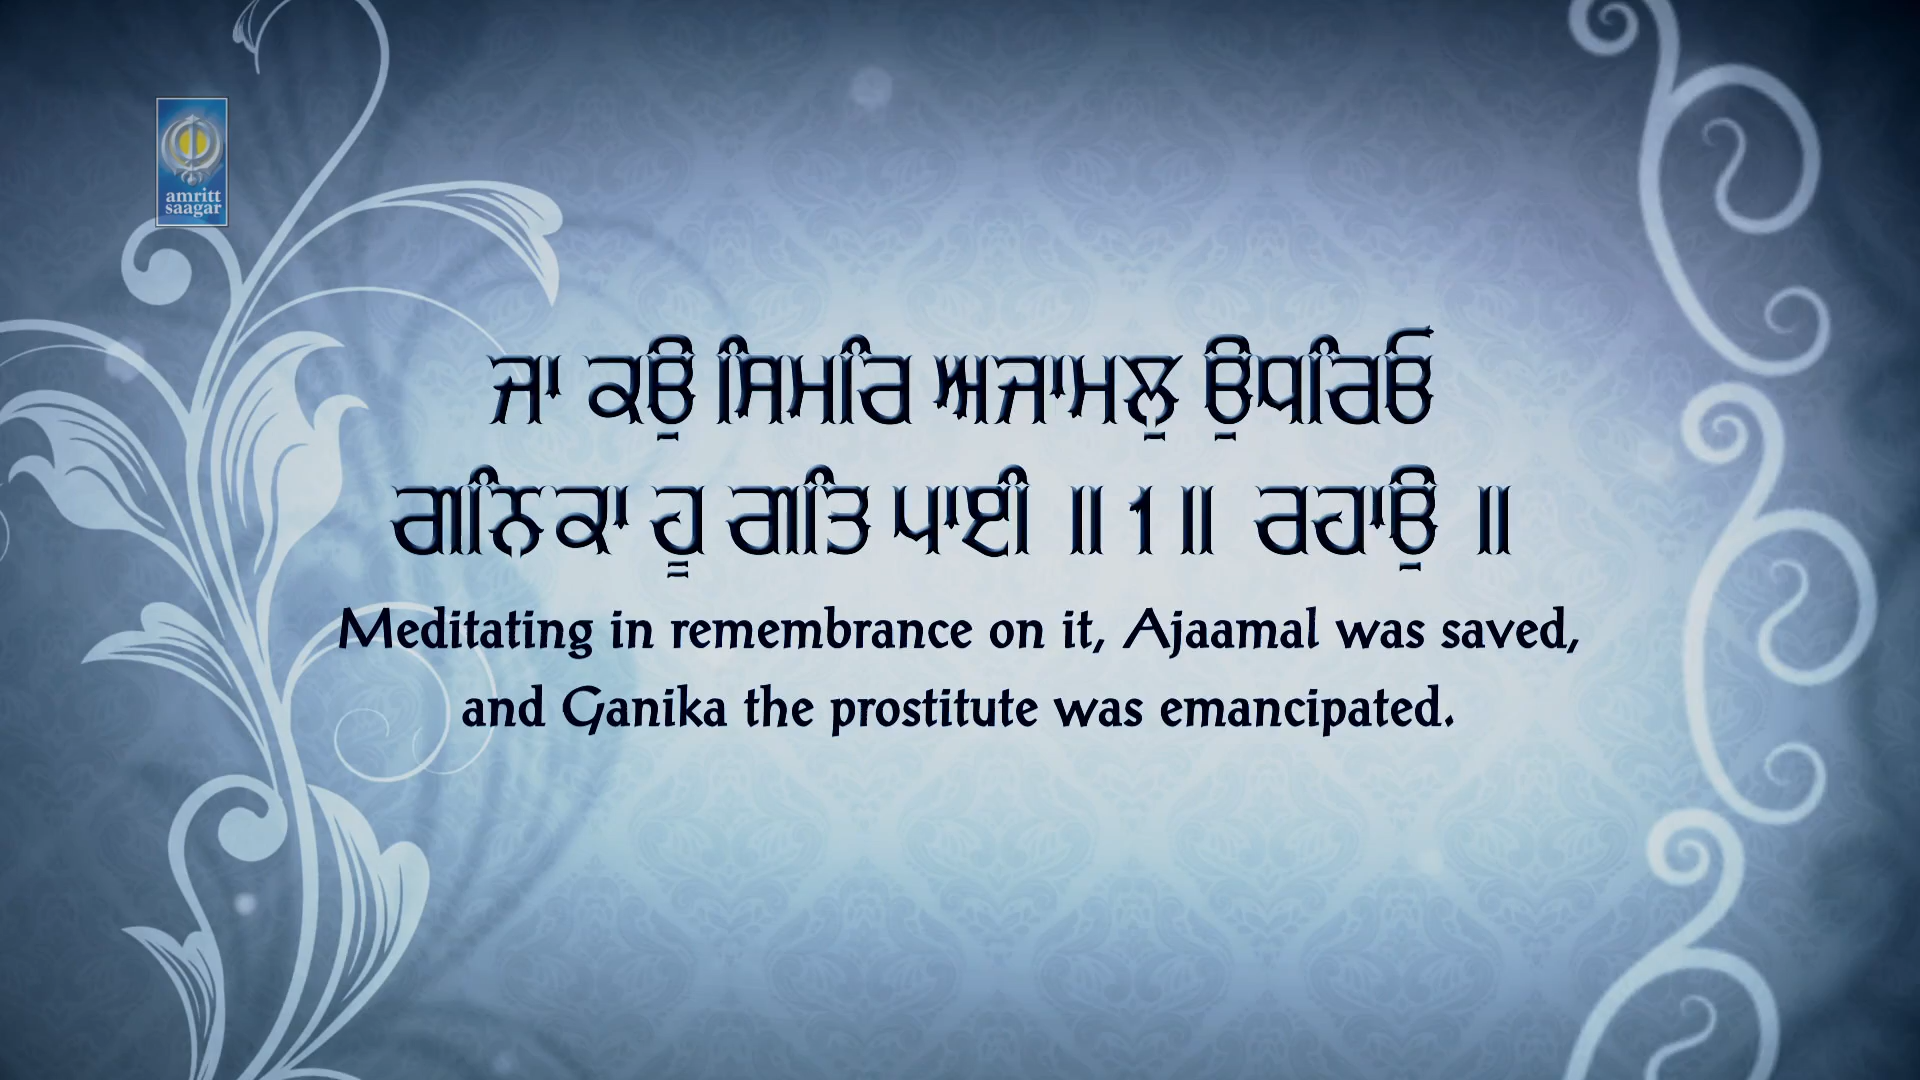 amritt
saagar
ਜਾ ਕਉ ਸਿਮਰਿ ਅਜਾਮਲੁ ਉਧਰਿਓ
ਗਨਿਕਾ ਹੂ ਗਤਿ ਪਾਈ ॥ 1 ॥ ਰਹਾਉ ॥
Meditating in remembrance on it, Ajaamal was saved,
and Ganika the prostitute was emancipated.